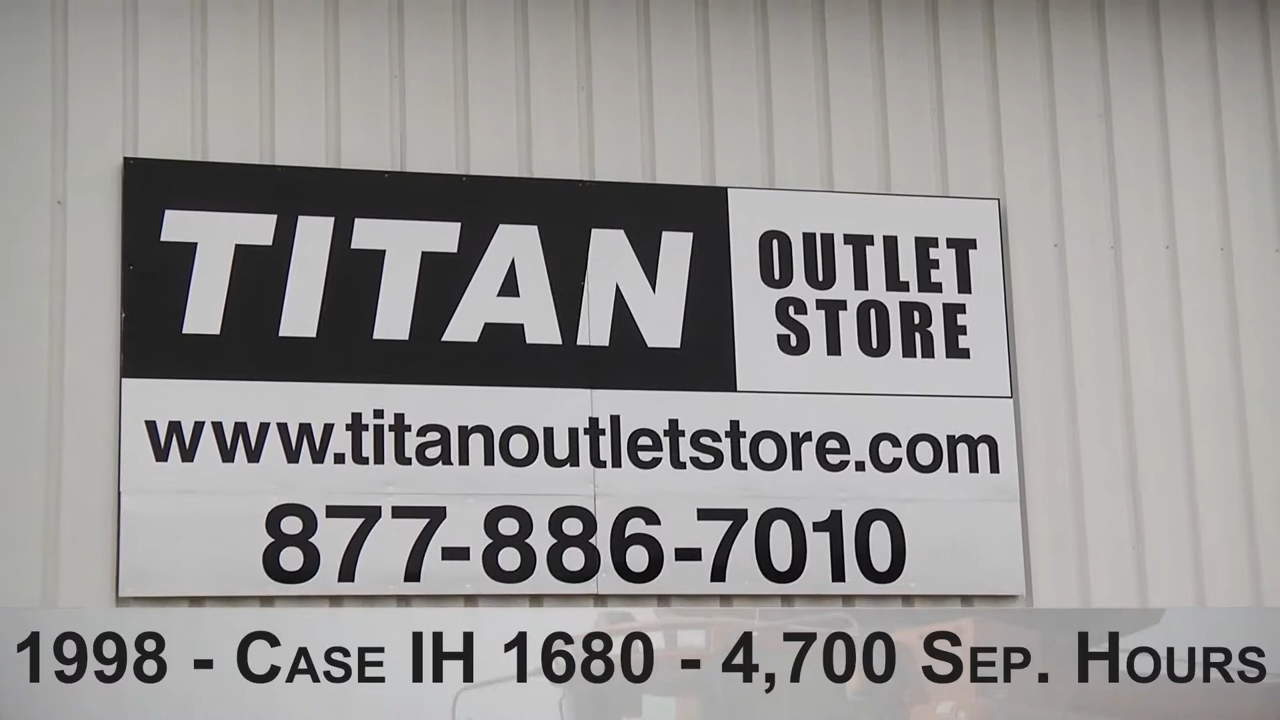 TITAN
OUTLET
STORE
www.titanoutletstore.com
877-886-7010
1998 - Case IH 1680 - 4,700 Sep. Hours